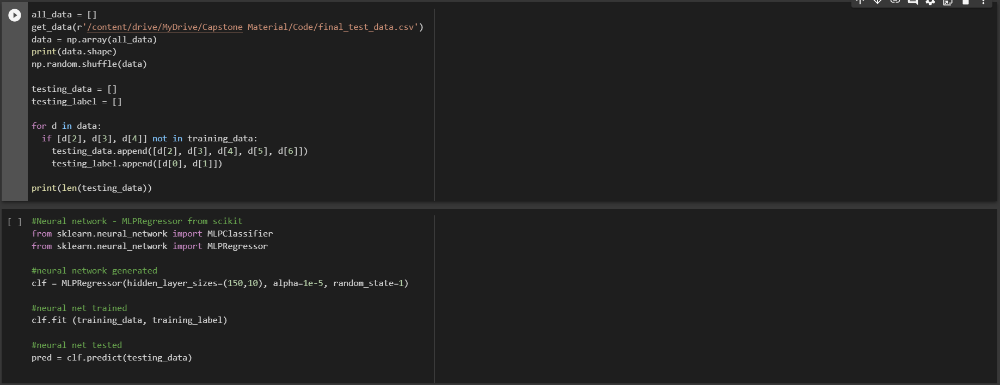 all_data = []
get_data(r'/content/drive/MyDrive/Capstone Material/Code/final_test_data.csv')
data = np.array(all_data)
print(data.shape)
np.random.shuffle(data)
testing_data = []
testing_label = []
for d in data:
  if [d[2], d[3], d[4]] not in training_data:
    testing_data.append([d[2], d[3], d[4], d[5], d[6]])
    testing_label.append([d[0], d[1]])
print(len(testing_data))
[ ] #Neural network - MLPRegressor from scikit
from sklearn.neural_network import MLPClassifier
from sklearn.neural_network import MLPRegressor
#neural network generated
clf = MLPRegressor(hidden_layer_sizes=(150,10), alpha=1e-5, random_state=1)
#neural net trained
clf.fit (training_data, training_label)
#neural net tested
pred = clf.predict(testing_data)